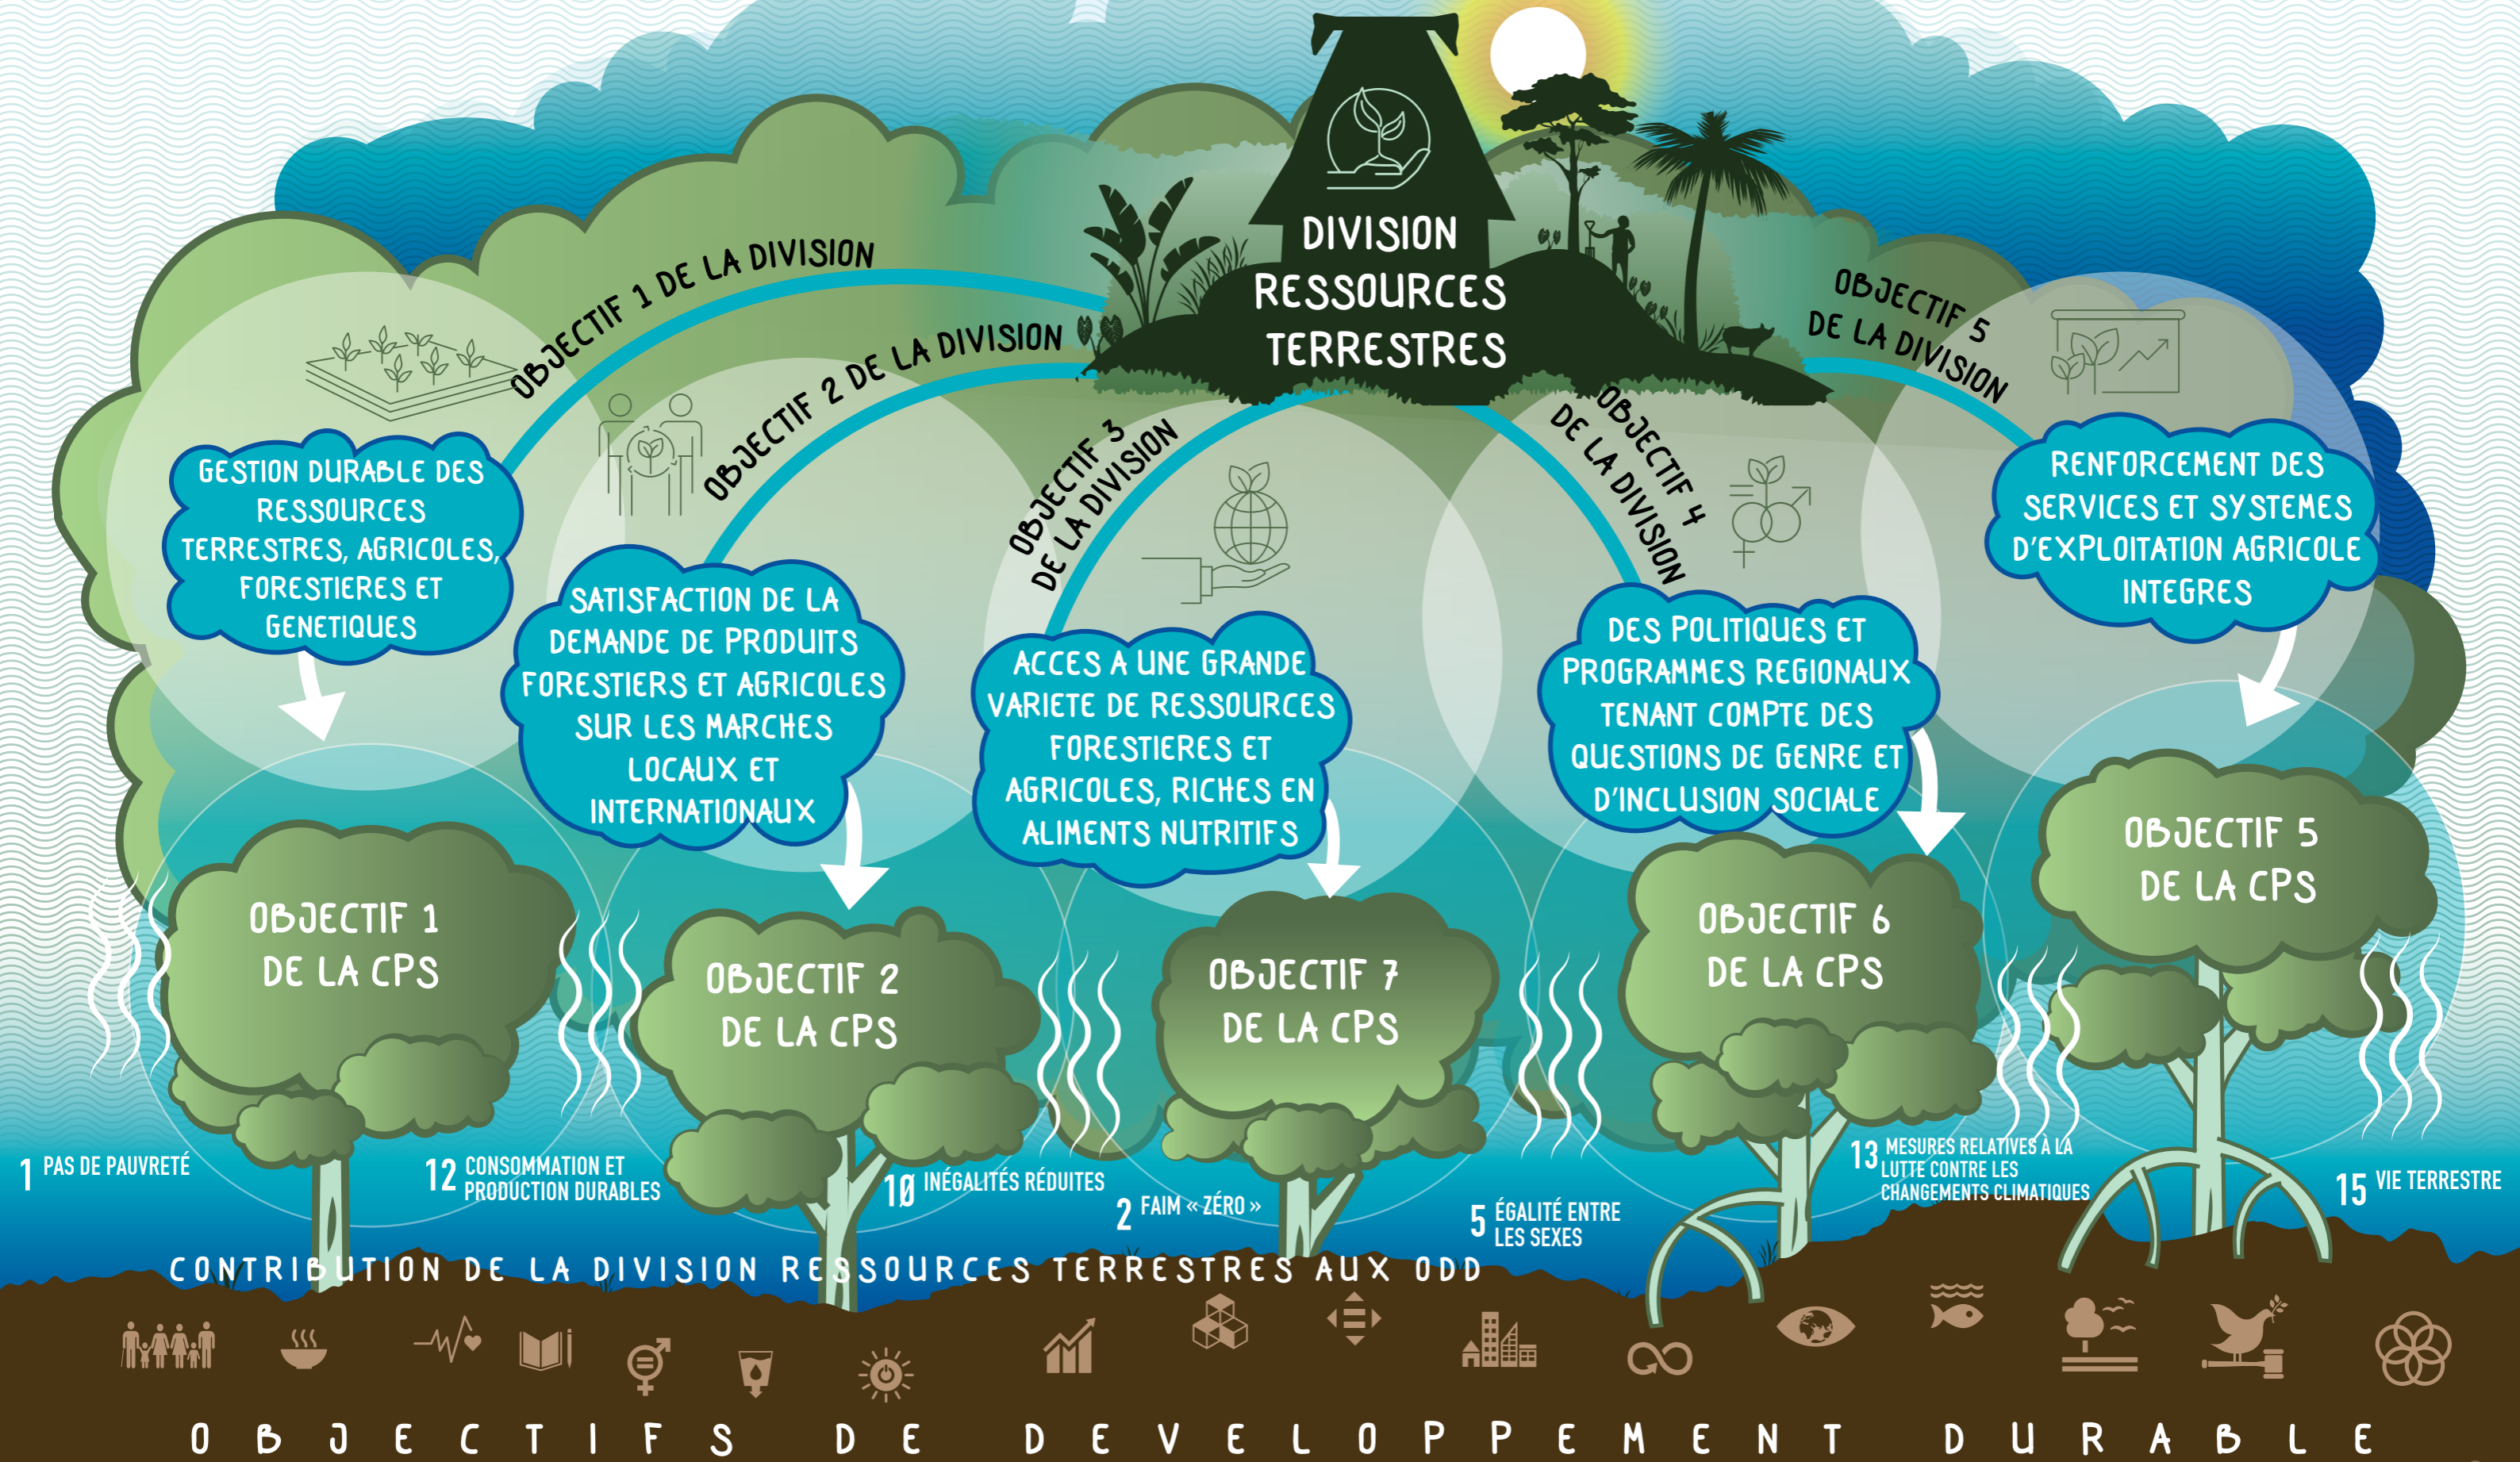 DIVISION
RESSOURCES
TERRESTRES
OBJECTIF 1 DE LA DIVISION
GESTION DURABLE DES
RESSOURCES
TERRESTRES, AGRICOLES,
FORESTIERES ET
GENETIQUES
OBJECTIF 1
DE LA CPS
OBJECTIF 2 DE LA DIVISION
SATISFACTION DE LA
DEMANDE DE PRODUITS
FORESTIERS ET AGRICOLES
SUR LES MARCHES
LOCAUX ET
INTERNATIONAUX
OBJECTIF 2
DE LA CPS
OBJECTIF 3
DE LA DIVISION
ACCES A UNE GRANDE
VARIETE DE RESSOURCES
FORESTIERES ET
AGRICOLES, RICHES EN
ALIMENTS NUTRITIFS
OBJECTIF 7
DE LA CPS
OBJECTIF 4
DE LA DIVISION
DES POLITIQUES ET
PROGRAMMES REGIONAUX
TENANT COMPTE DES
QUESTIONS DE GENRE ET
D'INCLUSION SOCIALE
OBJECTIF 6
DE LA CPS
OBJECTIF 5
DE LA DIVISION
RENFORCEMENT DES
SERVICES ET SYSTEMES
D'EXPLOITATION AGRICOLE
INTEGRES
OBJECTIF 5
DE LA CPS
1 PAS DE PAUVRETÉ
12 CONSOMMATION ET
PRODUCTION DURABLES
10 INÉGALITÉS RÉDUITES
2 FAIM « ZÉRO »
5 ÉGALITÉ ENTRE
LES SEXES
13 MESURES RELATIVES À LA
LUTTE CONTRE LES
CHANGEMENTS CLIMATIQUES
15 VIE TERRESTRE
CONTRIBUTION DE LA DIVISION RESSOURCES TERRESTRES AUX ODD
OBJECTIFS DE DEVELOPPEMENT DURABLE